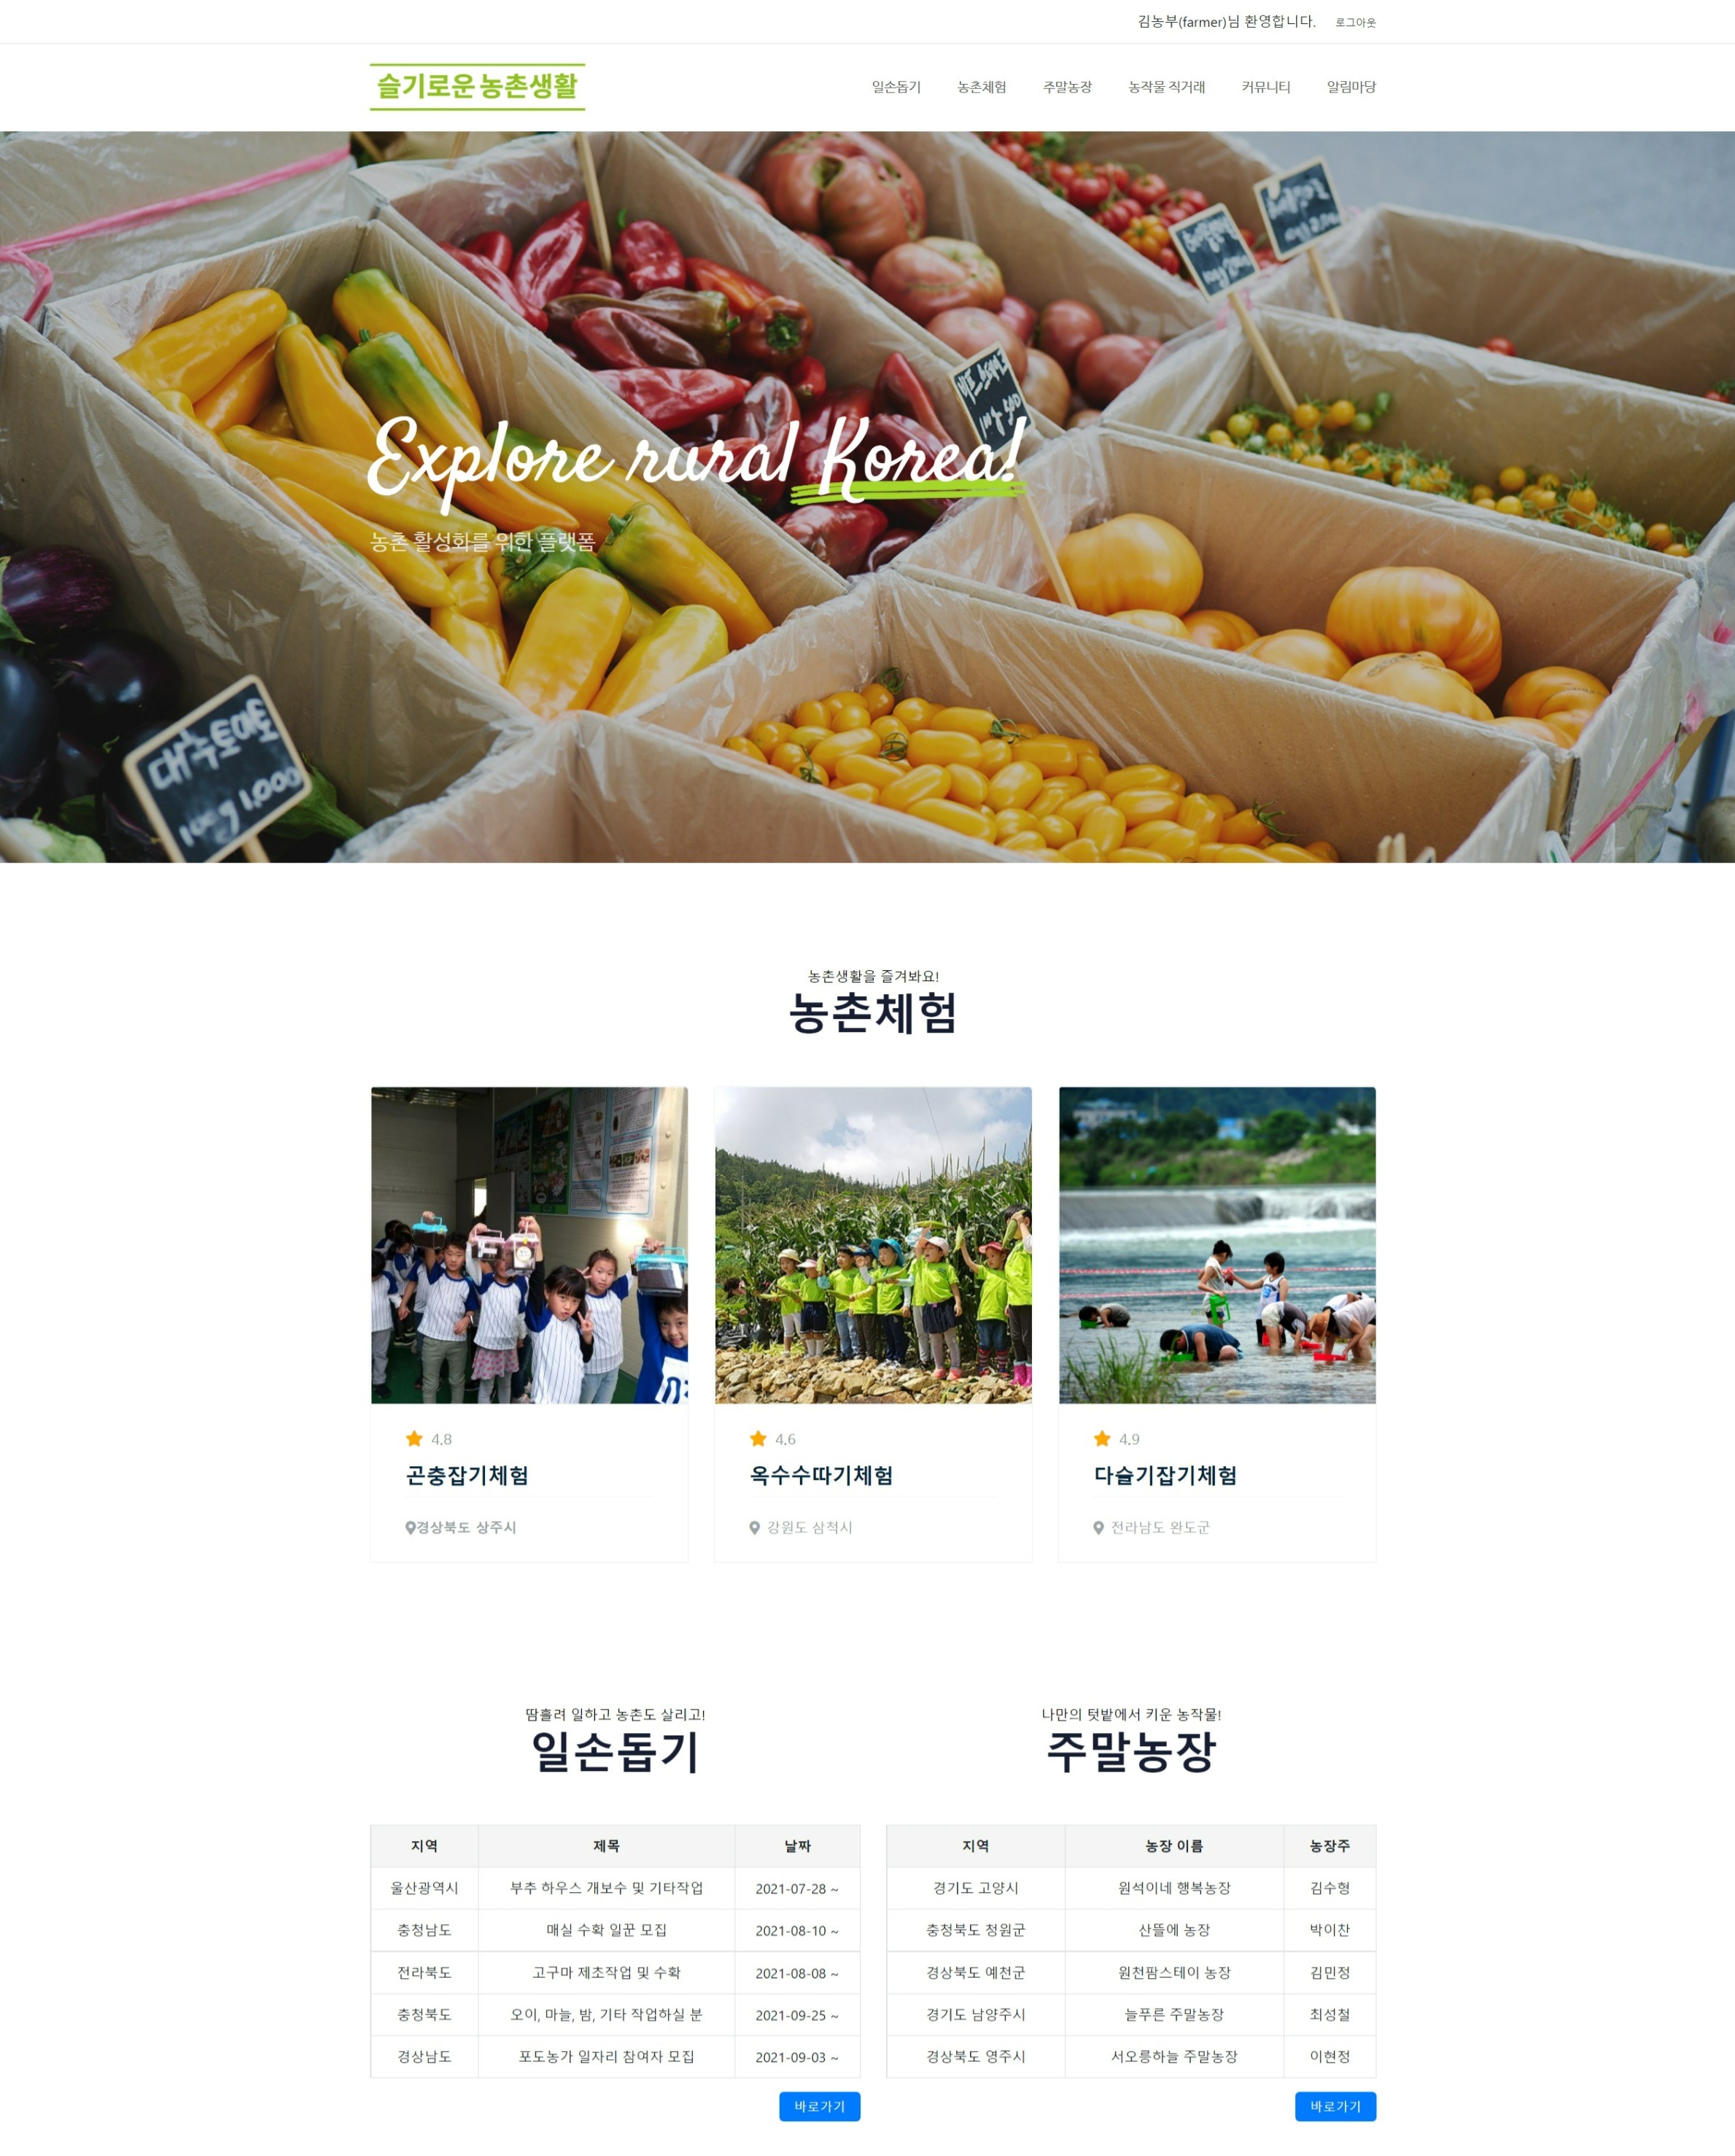 김농부(farmer)님 환영합니다. 로그아웃
슬기로운 농촌생활
일손돕기 농촌체험 주말농장 농작물 직거래 커뮤니티 알림마당
Explore rural Korea!
농촌 활성화를 위한 플랫폼
대추토마토
100g 1,000
농촌생활을 즐겨봐요!
농촌체험
4.8
곤충잡기체험
경상북도 상주시
4.6
옥수수따기체험
강원도 삼척시
4.9
다슬기잡기체험
전라남도 완도군
땀흘려 일하고 농촌도 살리고!
일손돕기
지역 제목 날짜
울산광역시 부추 하우스 개보수 및 기타작업 2021-07-28 ~
충청남도 매실 수확 일꾼 모집 2021-08-10 ~
전라북도 고구마 제초작업 및 수확 2021-08-08 ~
충청북도 오이, 마늘, 밤, 기타 작업하실 분 2021-09-25 ~
경상남도 포도농가 일자리 참여자 모집 2021-09-03 ~
바로가기
나만의 텃밭에서 키운 농작물!
주말농장
지역 농장 이름 농장주
경기도 고양시 원석이네 행복농장 김수형
충청북도 청원군 산뜰에 농장 박이찬
경상북도 예천군 원천팜스테이 농장 김민정
경기도 남양주시 늘푸른 주말농장 최성철
경상북도 영주시 서오릉하늘 주말농장 이현정
바로가기